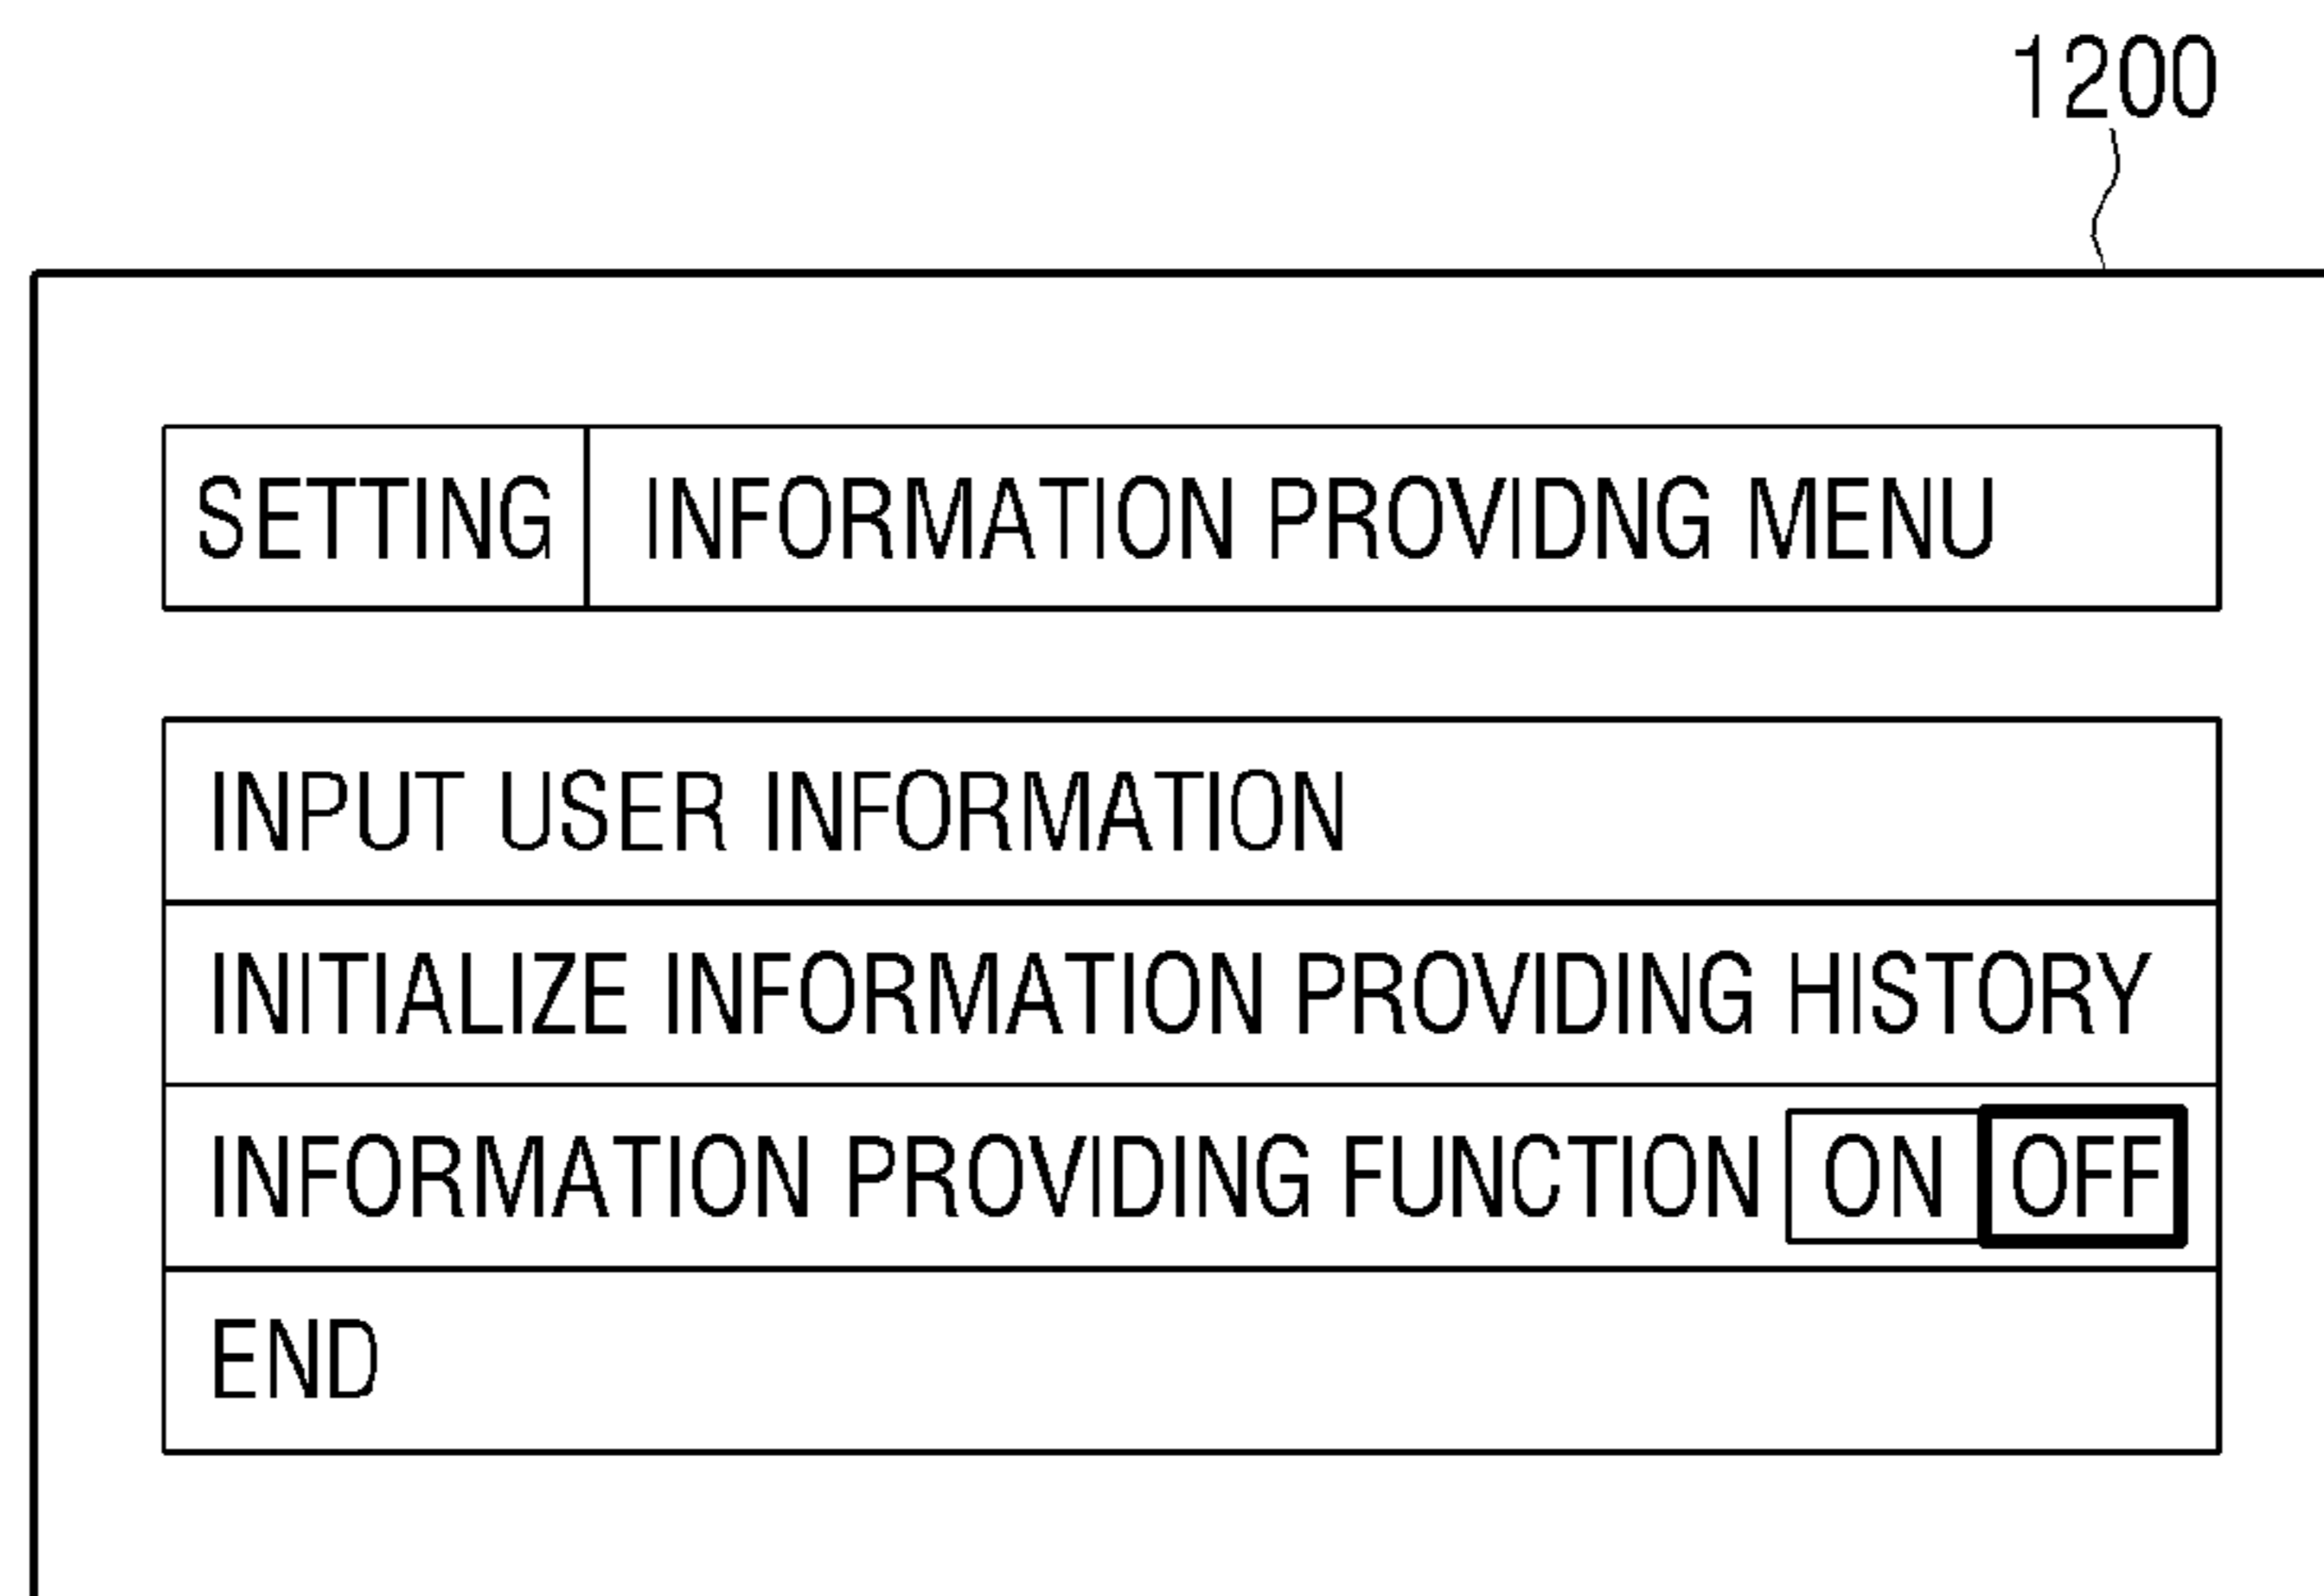 1200
SETTING INFORMATION PROVIDNG MENU
INPUT USER INFORMATION
INITIALIZE INFORMATION PROVIDING HISTORY
INFORMATION PROVIDING FUNCTION ON OFF
END